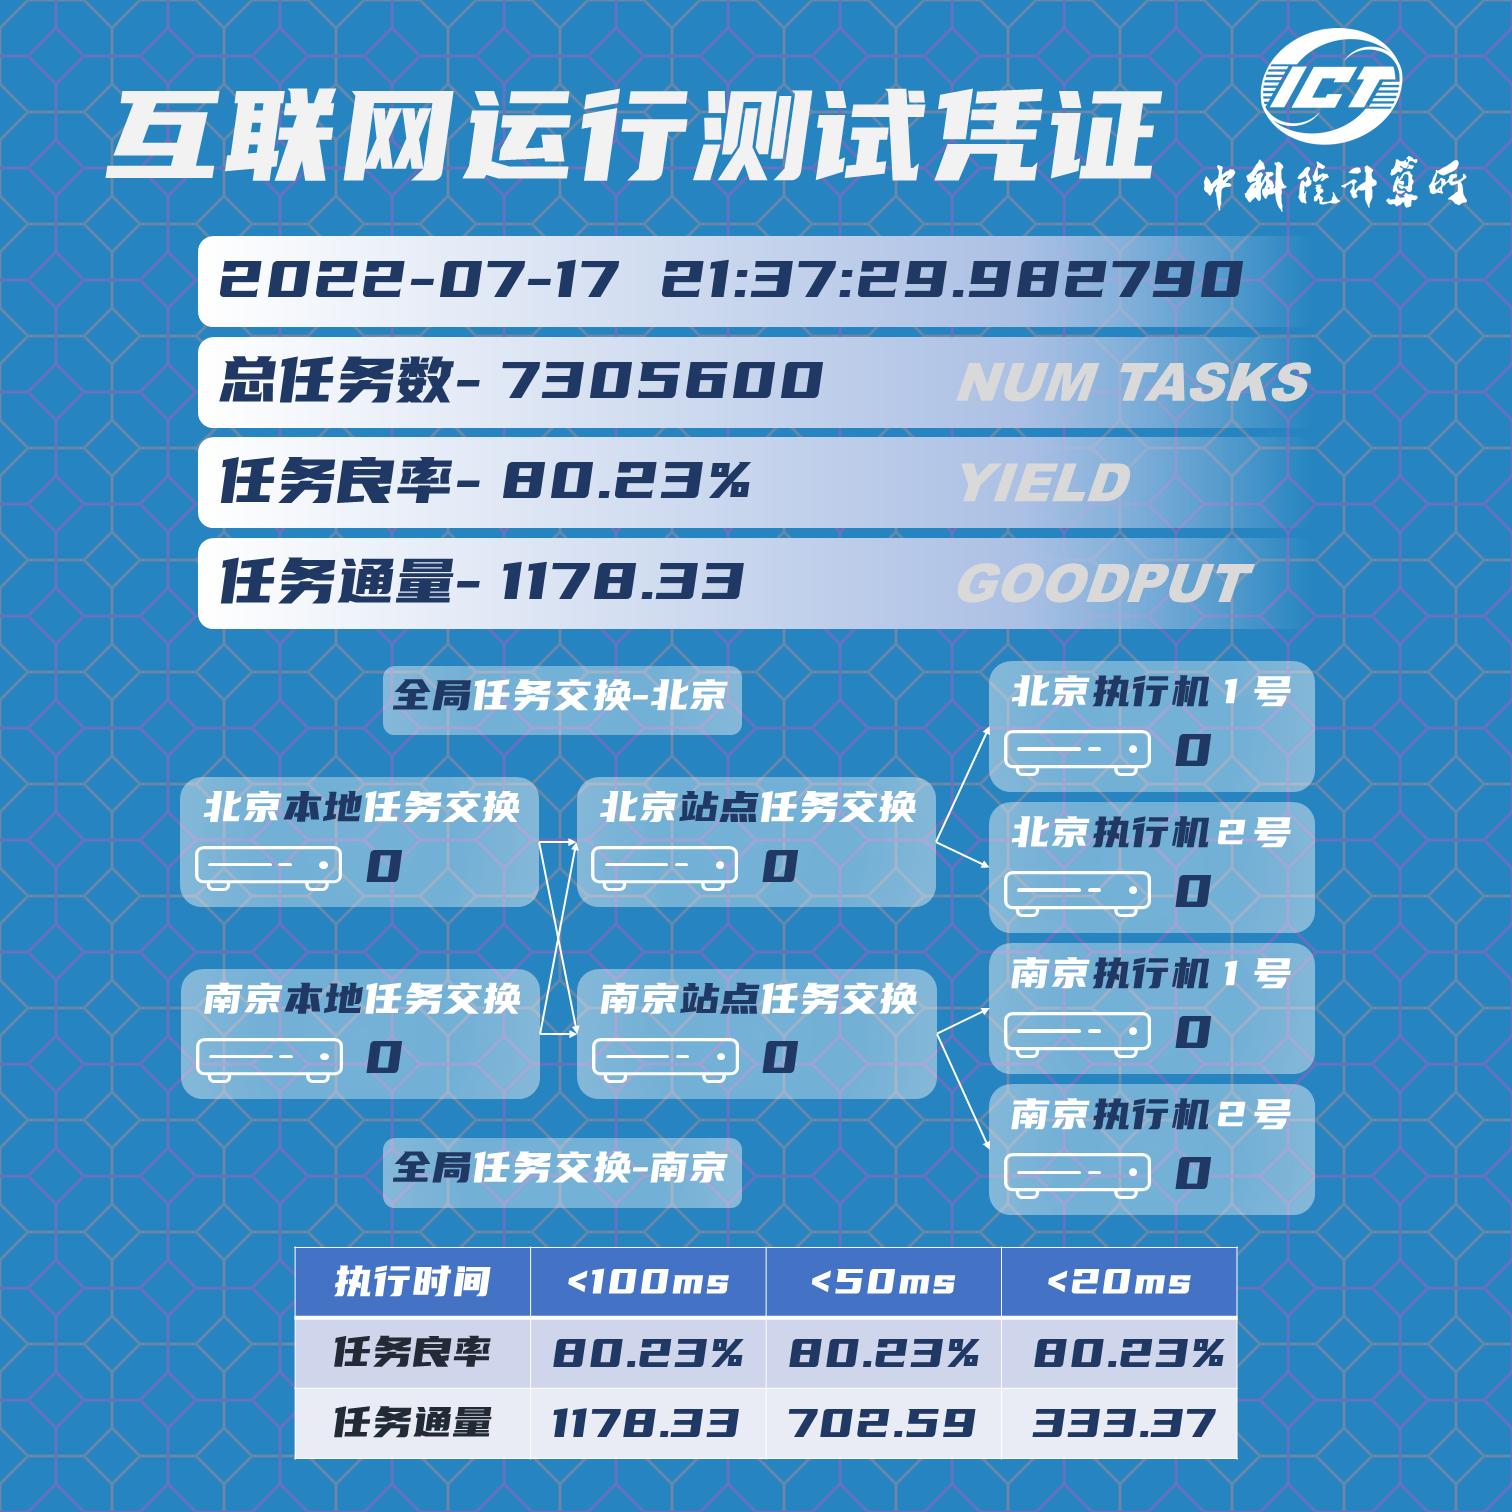 互联网运行测试凭证
ICT
中科院计算所
2022-07-17 21:37:29.982790
总任务数- 7305600 NUM TASKS
任务良率- 80.23% YIELD
任务通量- 1178.33 GOODPUT
全局任务交换-北京
北京执行机 1 号
0
北京本地任务交换
0
北京站点任务交换
0
北京执行机 2 号
0
南京本地任务交换
0
南京站点任务交换
0
南京执行机 1 号
0
南京执行机 2 号
0
全局任务交换-南京
执行时间 <100ms <50ms <20ms
任务良率 80.23% 80.23% 80.23%
任务通量 1178.33 702.59 333.37